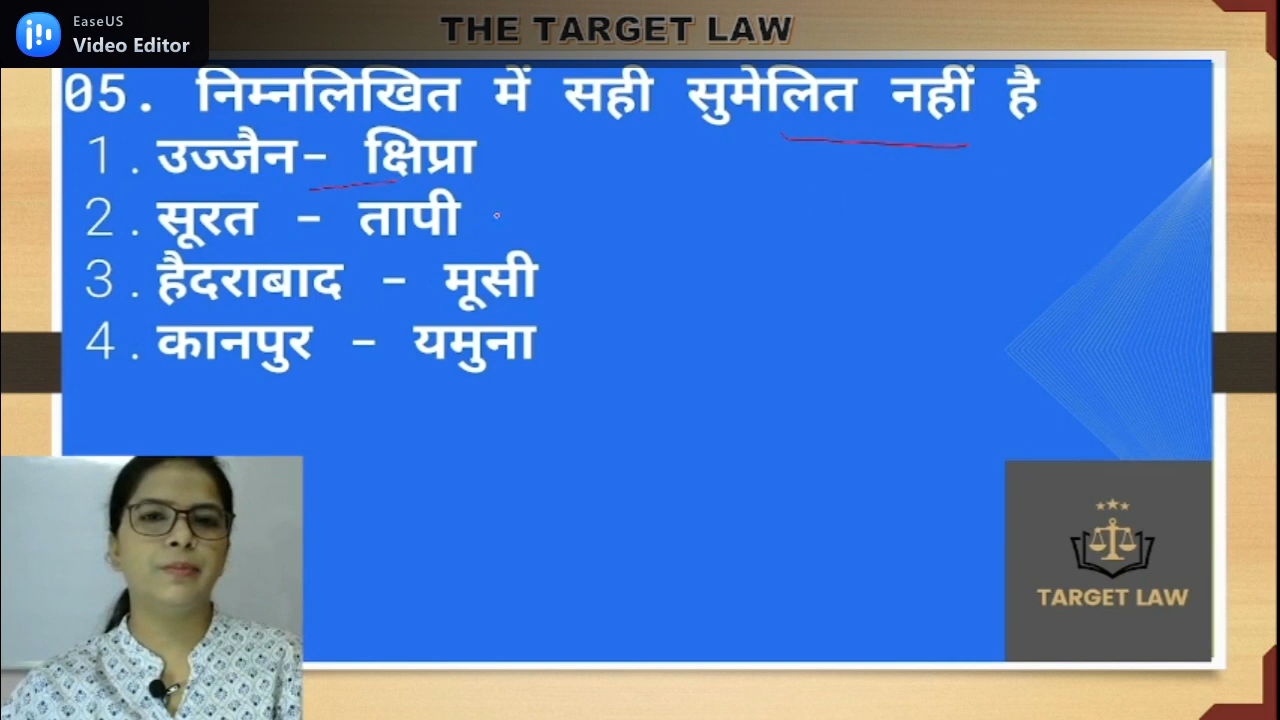 EaseUS
Video Editor
THE TARGET LAW
05. निम्नलिखित में सही सुमेलित नहीं है
1. उज्जैन- क्षिप्रा
2. सूरत - तापी
3. हैदराबाद - मूसी
4. कानपुर - यमुना
TARGET LAW